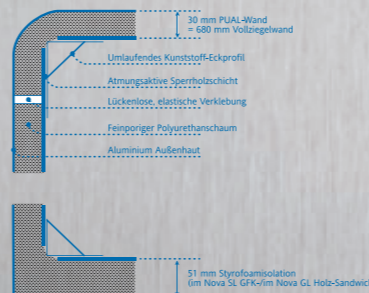 30 mm PUAL-Wand
= 680 mm Vollziegelwand
Umlaufendes Kunststoff-Eckprofil
Atmungsaktive Sperrholzschicht
Lückenlose, elastische Verklebung
Feinporiger Polyurethanschaum
Aluminium Außenhaut
51 mm Styrofoamisolation
(im Nova SL GFK-/im Nova GL Holz-Sandwich